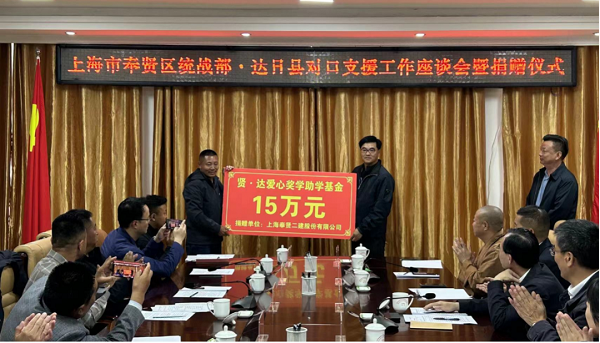 上海市奉贤区统战部·达日县对口支援工作座谈会暨捐赠仪式
贤·达爱心奖学助学基金
15万元
捐赠单位：上海奉贤二建股份有限公司